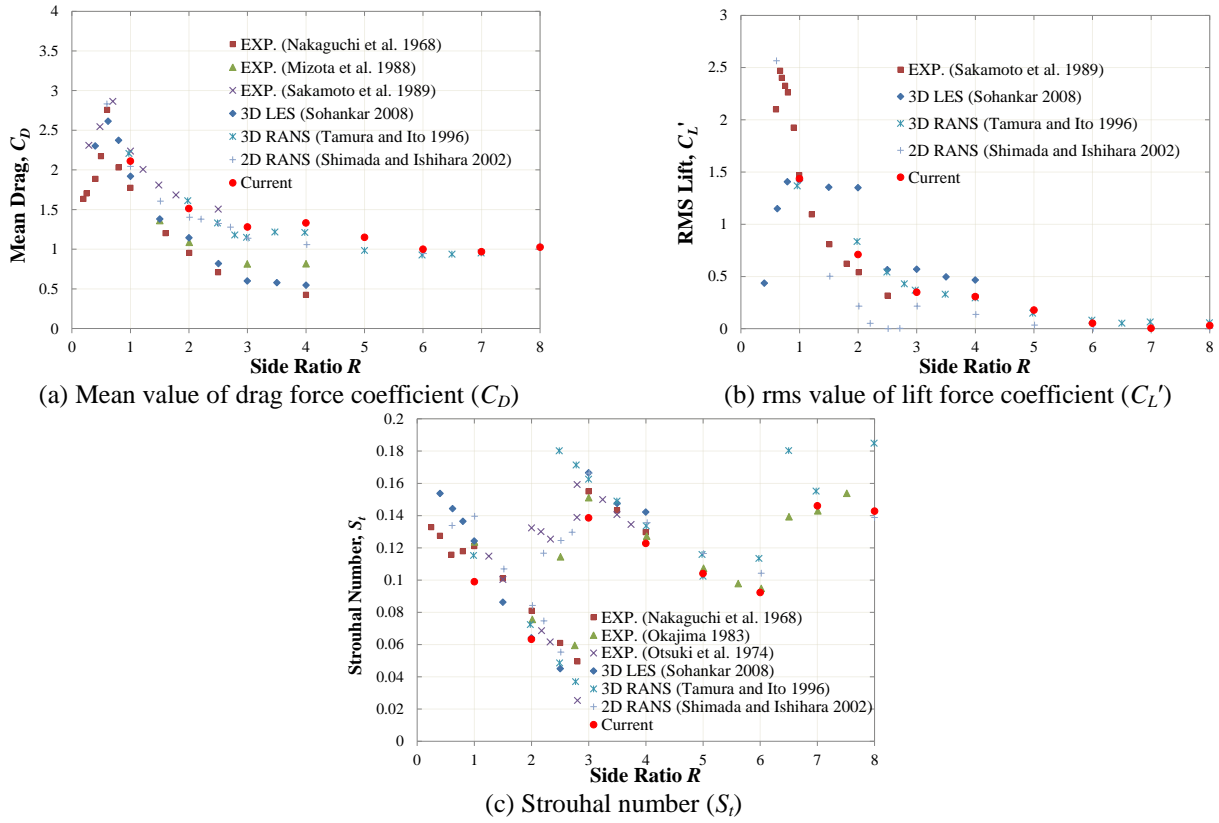 4
3.5
3
2.5
2
1.5
1
0.5
0
Mean Drag, C_D
EXP. (Nakaguchi et al. 1968)
EXP. (Mizota et al. 1988)
EXP. (Sakamoto et al. 1989)
3D LES (Sohankar 2008)
3D RANS (Tamura and Ito 1996)
2D RANS (Shimada and Ishihara 2002)
Current
0 1 2 3 4 5 6 7 8
Side Ratio R
(a) Mean value of drag force coefficient (C_D)
3
2.5
2
1.5
1
0.5
0
RMS Lift, C_L'
EXP. (Sakamoto et al. 1989)
3D LES (Sohankar 2008)
3D RANS (Tamura and Ito 1996)
2D RANS (Shimada and Ishihara 2002)
Current
0 1 2 3 4 5 6 7 8
Side Ratio R
(b) rms value of lift force coefficient (C_L')
0.2
0.18
0.16
0.14
0.12
0.1
0.08
0.06
0.04
0.02
0
Strouhal Number, S_t
EXP. (Nakaguchi et al. 1968)
EXP. (Okajima 1983)
EXP. (Otsuki et al. 1974)
3D LES (Sohankar 2008)
3D RANS (Tamura and Ito 1996)
2D RANS (Shimada and Ishihara 2002)
Current
0 1 2 3 4 5 6 7 8
Side Ratio R
(c) Strouhal number (S_t)